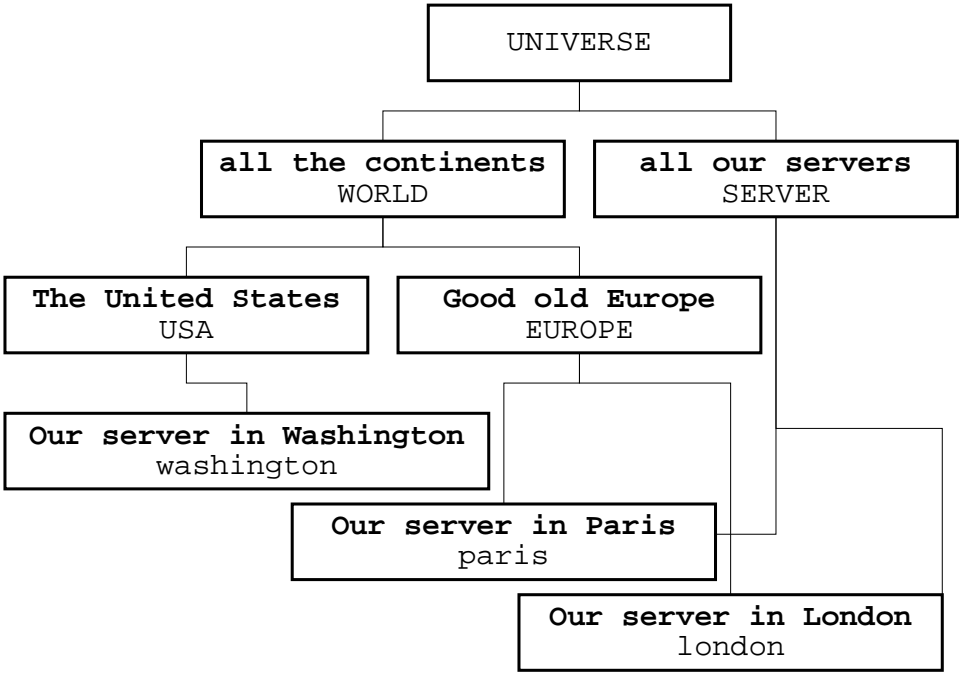 UNIVERSE
all the continents
WORLD
all our servers
SERVER
The United States
USA
Good old Europe
EUROPE
Our server in Washington
washington
Our server in Paris
paris
Our server in London
london